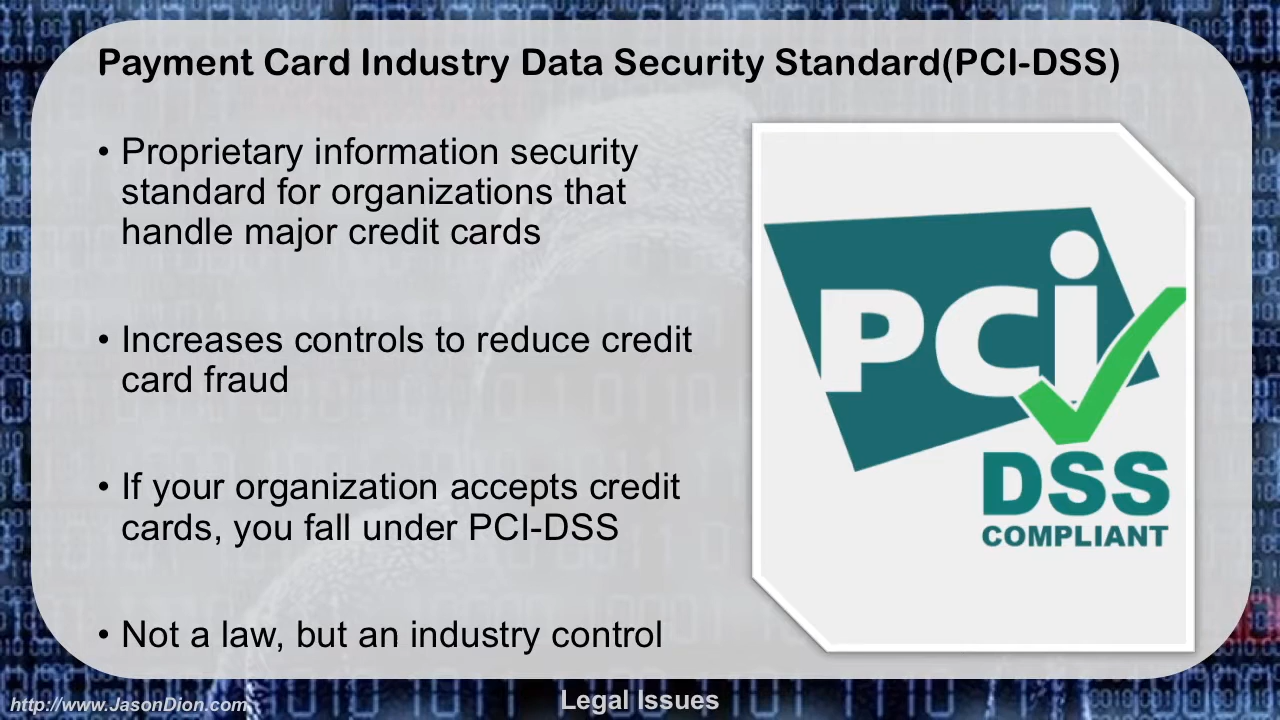 Payment Card Industry Data Security Standard(PCI-DSS)
• Proprietary information security
standard for organizations that
handle major credit cards
• Increases controls to reduce credit
card fraud
• If your organization accepts credit
cards, you fall under PCI-DSS
• Not a law, but an industry control
PCi
DSS
COMPLIANT
http://www.JasonDion.com
Legal Issues